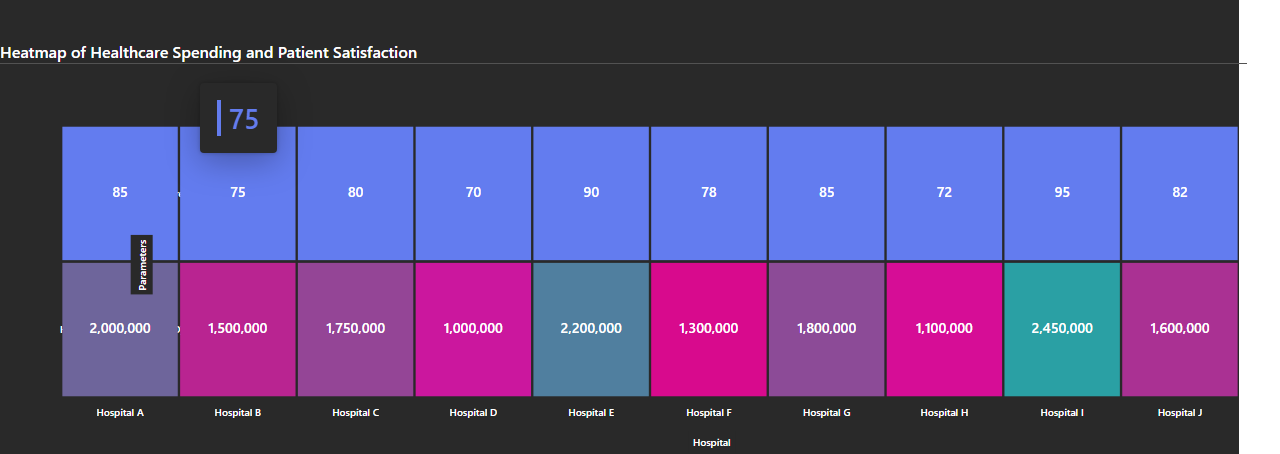 Heatmap of Healthcare Spending and Patient Satisfaction
75
85 75 80 70 90 78 85 72 95 82
Parameters
2,000,000 1,500,000 1,750,000 1,000,000 2,200,000 1,300,000 1,800,000 1,100,000 2,450,000 1,600,000
Hospital A Hospital B Hospital C Hospital D Hospital E Hospital F Hospital G Hospital H Hospital I Hospital J
Hospital